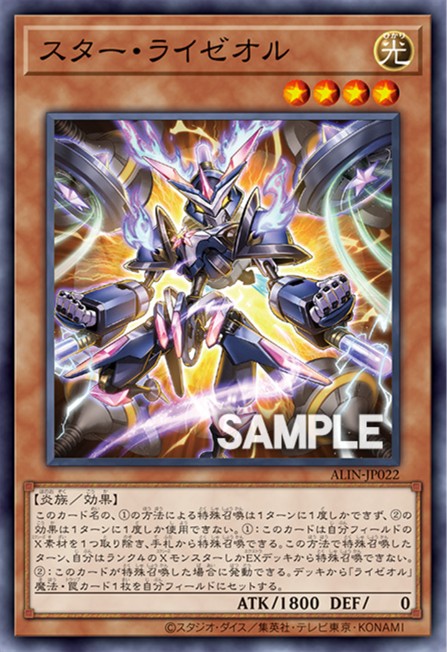 スター・ライゼオル
光
SAMPLE
ALIN-JP022
【炎族/効果】
このカード名の、①の方法による特殊召喚は1ターンに1度しかできず、②の
効果は1ターンに1度しか使用できない。①:このカードは自分フィールドの
X素材を1つ取り除き、手札から特殊召喚できる。この方法で特殊召喚した
ターン、自分はランク4のXモンスターしかEXデッキから特殊召喚できない。
②:このカードが特殊召喚した場合に発動できる。デッキから「ライゼオル」
魔法・罠カード1枚を自分フィールドにセットする。
ATK/1800 DEF/ 0
©スタジオ・ダイス/集英社・テレビ東京・KONAMI